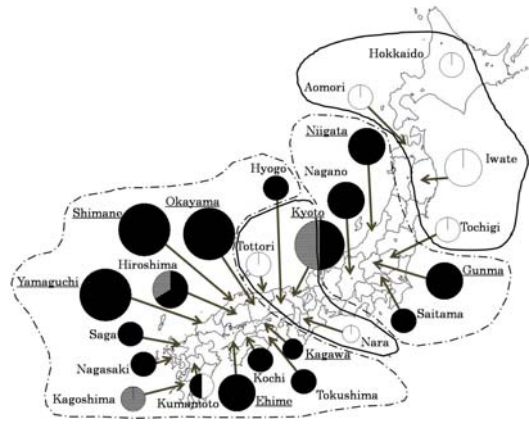 Hokkaido
Aomori
Niigata
Iwate
Nagano
Hyogo
Okayama
Kyoto
Shimane
Tochigi
Tottori
Hiroshima
Gunma
Yamaguchi
Saitama
Saga
Nara
Kagawa
Nagasaki
Kochi
Tokushima
Kagoshima
Kumamoto
Ehime